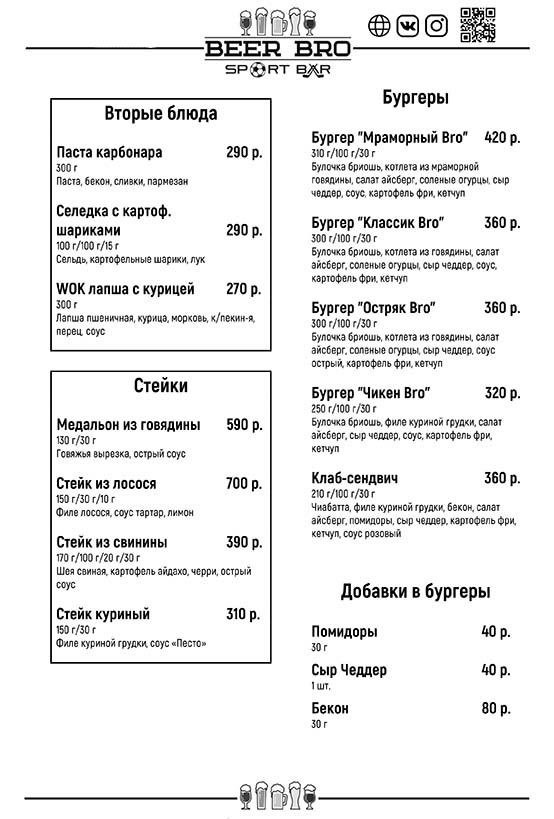 BEER BRO
SPORT BAR
Вторые блюда
Паста карбонара 290 р.
300 г
Паста, бекон, сливки, пармезан
Селедка с картоф.
шариками 290 р.
100 г/100 г/15 г
Сельдь, картофельные шарики, лук
WOK лапша с курицей 270 р.
300 г
Лапша пшеничная, курица, морковь, к/пекин-я,
перец, соус
Стейки
Медальон из говядины 590 р.
130 г/30 г
Говяжья вырезка, острый соус
Стейк из лосося 700 р.
150 г/30 г/10 г
Филе лосося, соус тартар, лимон
Стейк из свинины 390 р.
170 г/100 г/20 г/30 г
Шея свиная, картофель айдахо, черри, острый
соус
Стейк куриный 310 р.
150 г/30 г
Филе куриной грудки, соус «Песто»
Бургеры
Бургер "Мраморный Bro" 420 р.
310 г/100 г/30 г
Булочка бриошь, котлета из мраморной
говядины, салат айсберг, соленые огурцы, сыр
чеддер, соус, картофель фри, кетчуп
Бургер "Классик Bro" 360 р.
300 г/100 г/30 г
Булочка бриошь, котлета из говядины, салат
айсберг, соленые огурцы, сыр чеддер, соус,
картофель фри, кетчуп
Бургер "Остряк Bro" 360 р.
300 г/100 г/30 г
Булочка бриошь, котлета из говядины, салат
айсберг, соленые огурцы, сыр чеддер, соус
острый, картофель фри, кетчуп
Бургер "Чикен Bro" 320 р.
250 г/100 г/30 г
Булочка бриошь, филе куриной грудки, салат
айсберг, сыр чеддер, соус, картофель фри,
кетчуп
Клаб-сендвич 360 р.
210 г/100 г/30 г
Чиабатта, филе куриной грудки, бекон, салат
айсберг, помидоры, сыр чеддер, картофель фри,
кетчуп, соус розовый
Добавки в бургеры
Помидоры 40 р.
30 г
Сыр Чеддер 40 р.
1 шт.
Бекон 80 р.
30 г